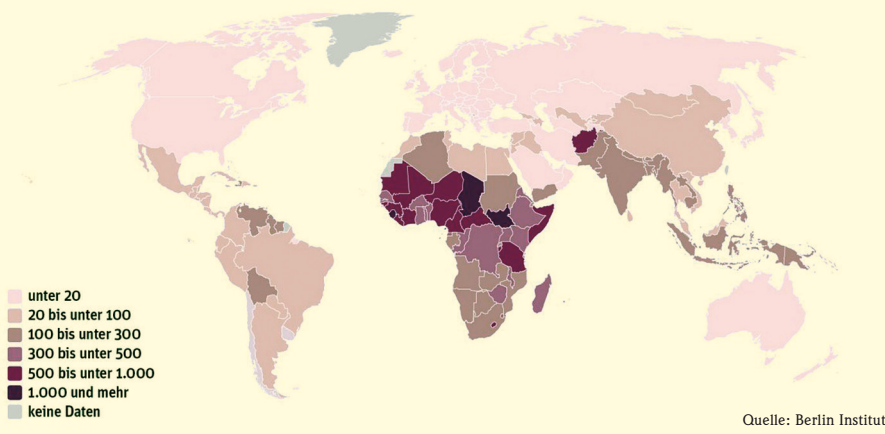 unter 20
20 bis unter 100
100 bis unter 300
300 bis unter 500
500 bis unter 1.000
1.000 und mehr
keine Daten
Quelle: Berlin Institut